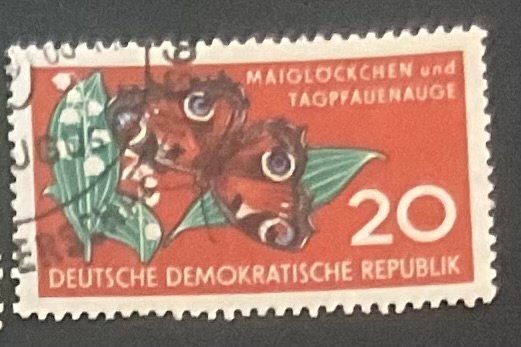 MAIGLÖCKCHEN und
TAGPFAUENAUGE
20
DEUTSCHE DEMOKRATISCHE REPUBLIK